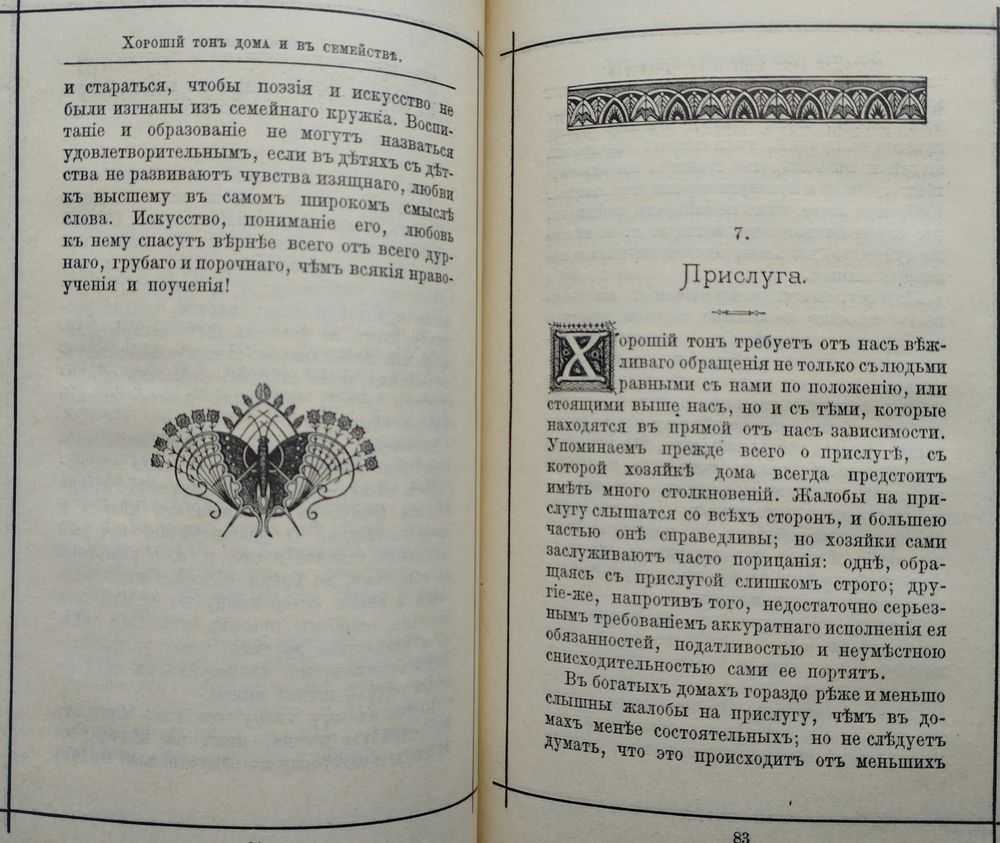 Хорошій тонъ дома и въ семействѣ.
и стараться, чтобы поэзія и искусство не
были изгнаны изъ семейнаго кружка. Воспи-
таніе и образованіе не могутъ назваться
удовлетворительнымъ, если въ дѣтяхъ съ дѣт-
ства не развиваютъ чувства изящнаго, любви
къ высшему въ самомъ широкомъ смыслѣ
слова. Искусство, пониманіе его, любовь
къ нему спасутъ вѣрнѣе всего отъ всего дур-
наго, грубаго и порочнаго, чѣмъ всякія нраво-
ученія и поученія!
7.
Прислуга.
Хорошій тонъ требуетъ отъ насъ вѣж-
ливаго обращенія не только съ людьми
равными съ нами по положенію, или
стоящими выше насъ, но и съ тѣми, которые
находятся въ прямой отъ насъ зависимости.
Упоминаемъ прежде всего о прислугѣ, съ
которой хозяйкѣ дома всегда предстоитъ
имѣть много столкновеній. Жалобы на при-
слугу слышатся со всѣхъ сторонъ, и большею
частью онѣ справедливы; но хозяйки сами
заслуживаютъ часто порицанія: однѣ, обра-
щаясь съ прислугой слишкомъ строго; дру-
гіе-же, напротивъ того, недостаточно серьез-
нымъ требованіемъ аккуратнаго исполненія ея
обязанностей, податливостью и неумѣстною
снисходительностью сами ее портятъ.
Въ богатыхъ домахъ гораздо рѣже и меньшо
слышны жалобы на прислугу, чѣмъ въ до-
махъ менѣе состоятельныхъ; но не слѣдуетъ
думать, что это происходитъ отъ меньшихъ
83